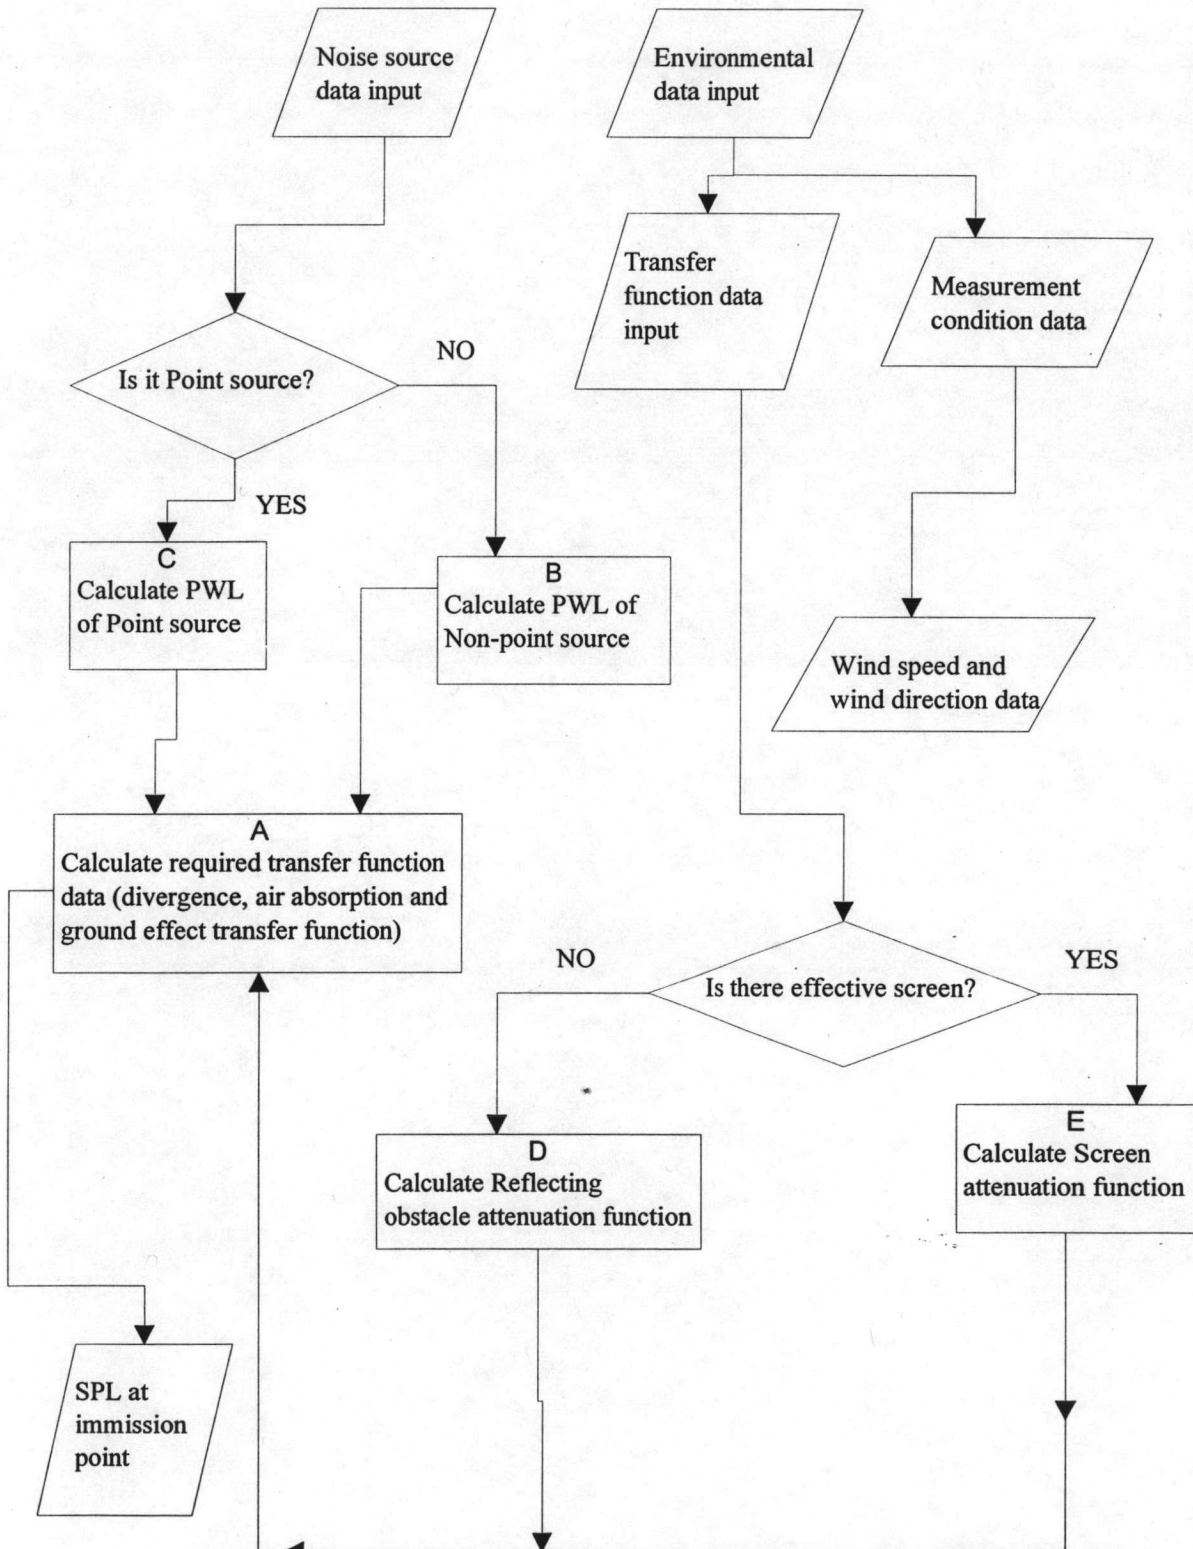 Noise source
data input
Environmental
data input
Transfer
function data
input
Measurement
condition data
Is it Point source?
NO
YES
C
Calculate PWL
of Point source
B
Calculate PWL of
Non-point source
Wind speed and
wind direction data
A
Calculate required transfer function
data (divergence, air absorption and
ground effect transfer function)
NO
YES
Is there effective screen?
D
Calculate Reflecting
obstacle attenuation function
E
Calculate Screen
attenuation function
SPL at
immission
point